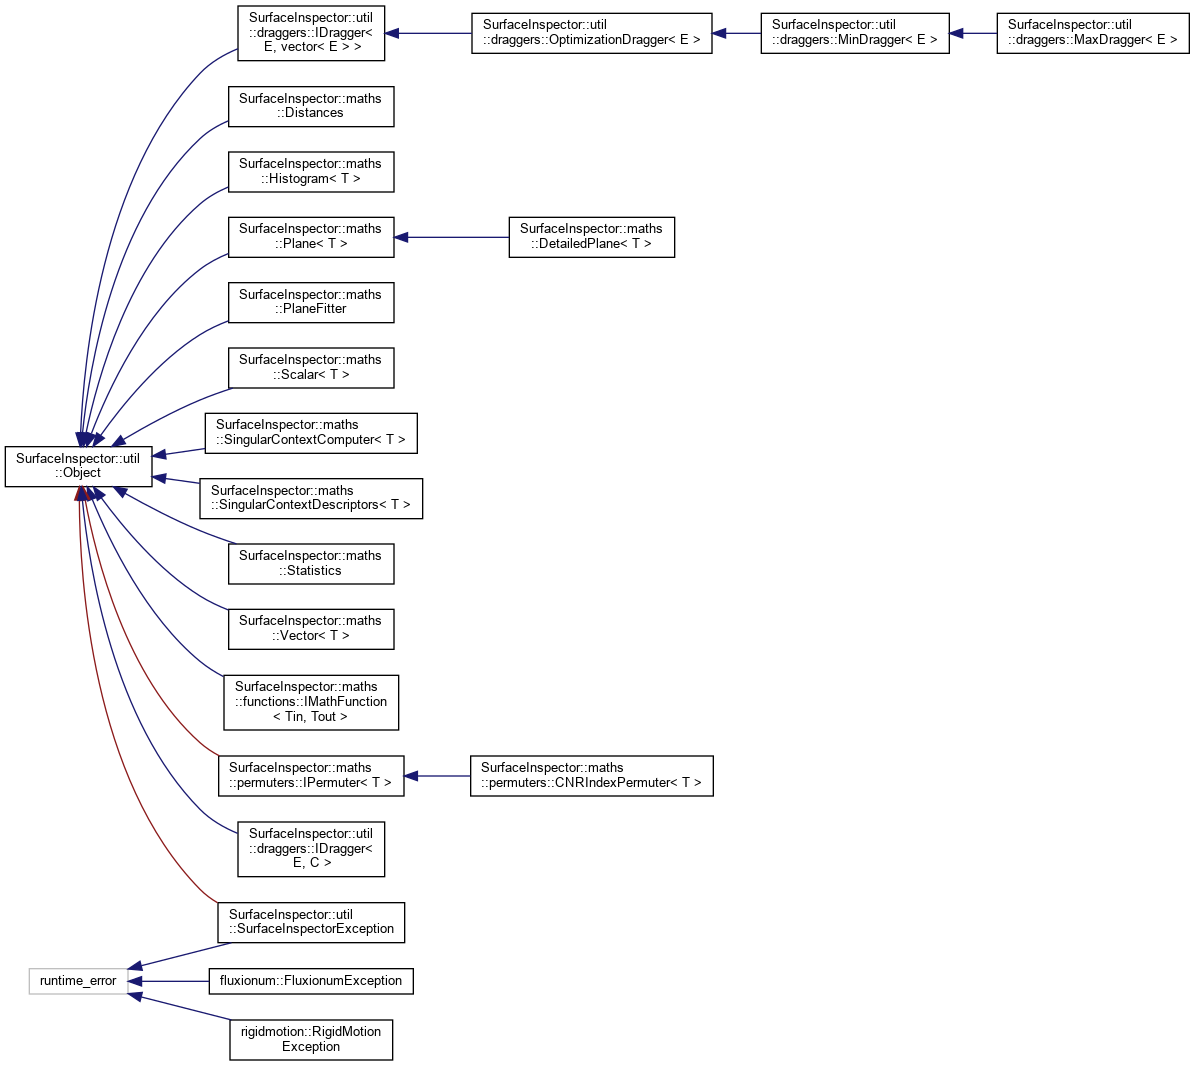 SurfaceInspector::util
::draggers::IDragger<
E, vector< E > >
SurfaceInspector::util
::draggers::OptimizationDragger< E >
SurfaceInspector::util
::draggers::MinDragger< E >
SurfaceInspector::util
::draggers::MaxDragger< E >
SurfaceInspector::maths
::Distances
SurfaceInspector::maths
::Histogram< T >
SurfaceInspector::maths
::Plane< T >
SurfaceInspector::maths
::DetailedPlane< T >
SurfaceInspector::maths
::PlaneFitter
SurfaceInspector::maths
::Scalar< T >
SurfaceInspector::maths
::SingularContextComputer< T >
SurfaceInspector::util
::Object
SurfaceInspector::maths
::SingularContextDescriptors< T >
SurfaceInspector::maths
::Statistics
SurfaceInspector::maths
::Vector< T >
SurfaceInspector::maths
::functions::IMathFunction
< Tin, Tout >
SurfaceInspector::maths
::permuters::IPermuter< T >
SurfaceInspector::maths
::permuters::CNRIndexPermuter< T >
SurfaceInspector::util
::draggers::IDragger<
E, C >
SurfaceInspector::util
::SurfaceInspectorException
runtime_error
fluxionum::FluxionumException
rigidmotion::RigidMotion
Exception